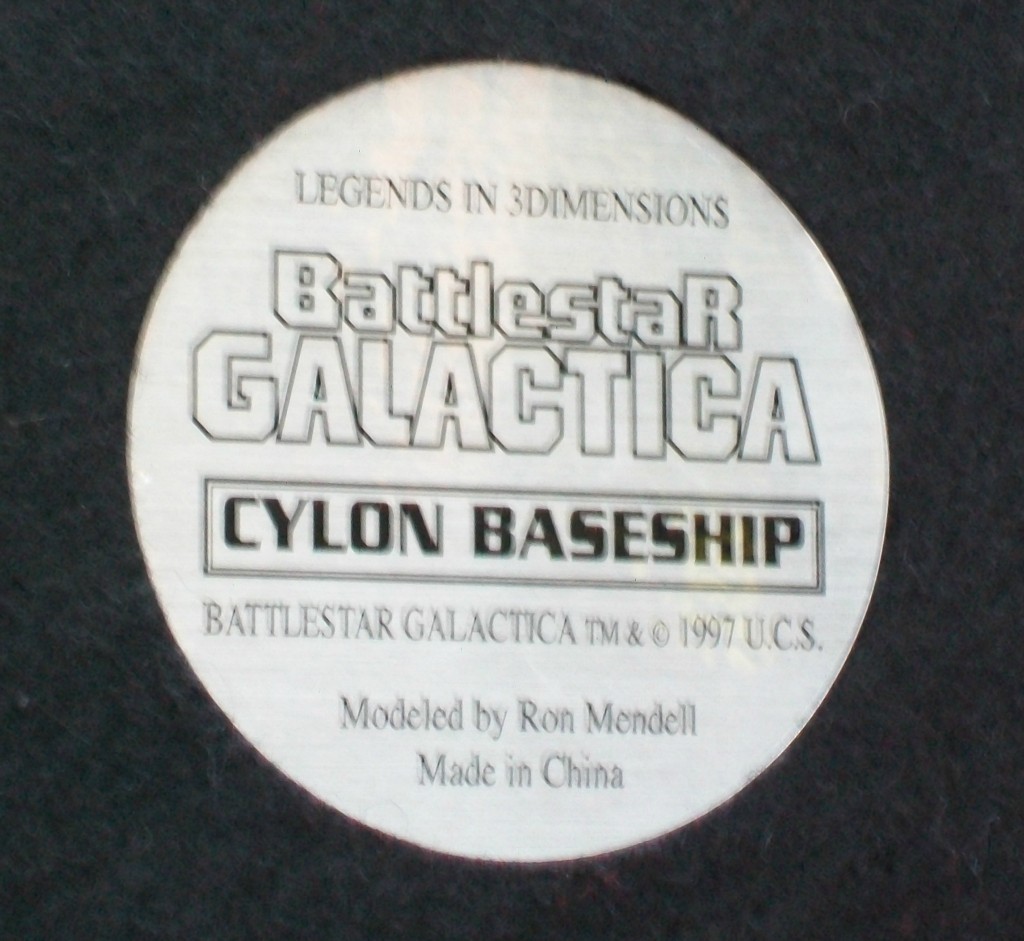 LEGENDS IN 3DIMENSIONS
BattlestaR
GALACTICA
CYLON BASESHIP
BATTLESTAR GALACTICA TM & © 1997 U.C.S.
Modeled by Ron Mendell
Made in China